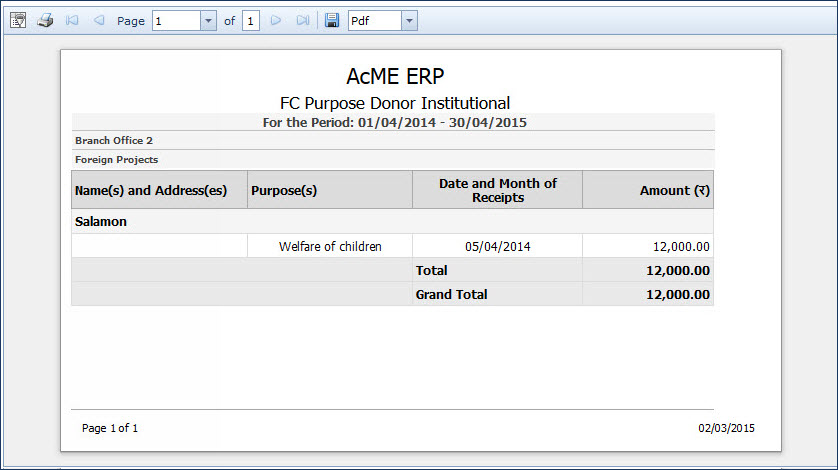 Page 1 of 1 Pdf
AcME ERP
FC Purpose Donor Institutional
For the Period: 01/04/2014 - 30/04/2015
Branch Office 2
Foreign Projects
Name(s) and Address(es) Purpose(s) Date and Month of Amount (₹)
Receipts
Salamon
Welfare of children 05/04/2014 12,000.00
Total 12,000.00
Grand Total 12,000.00
Page 1 of 1 02/03/2015